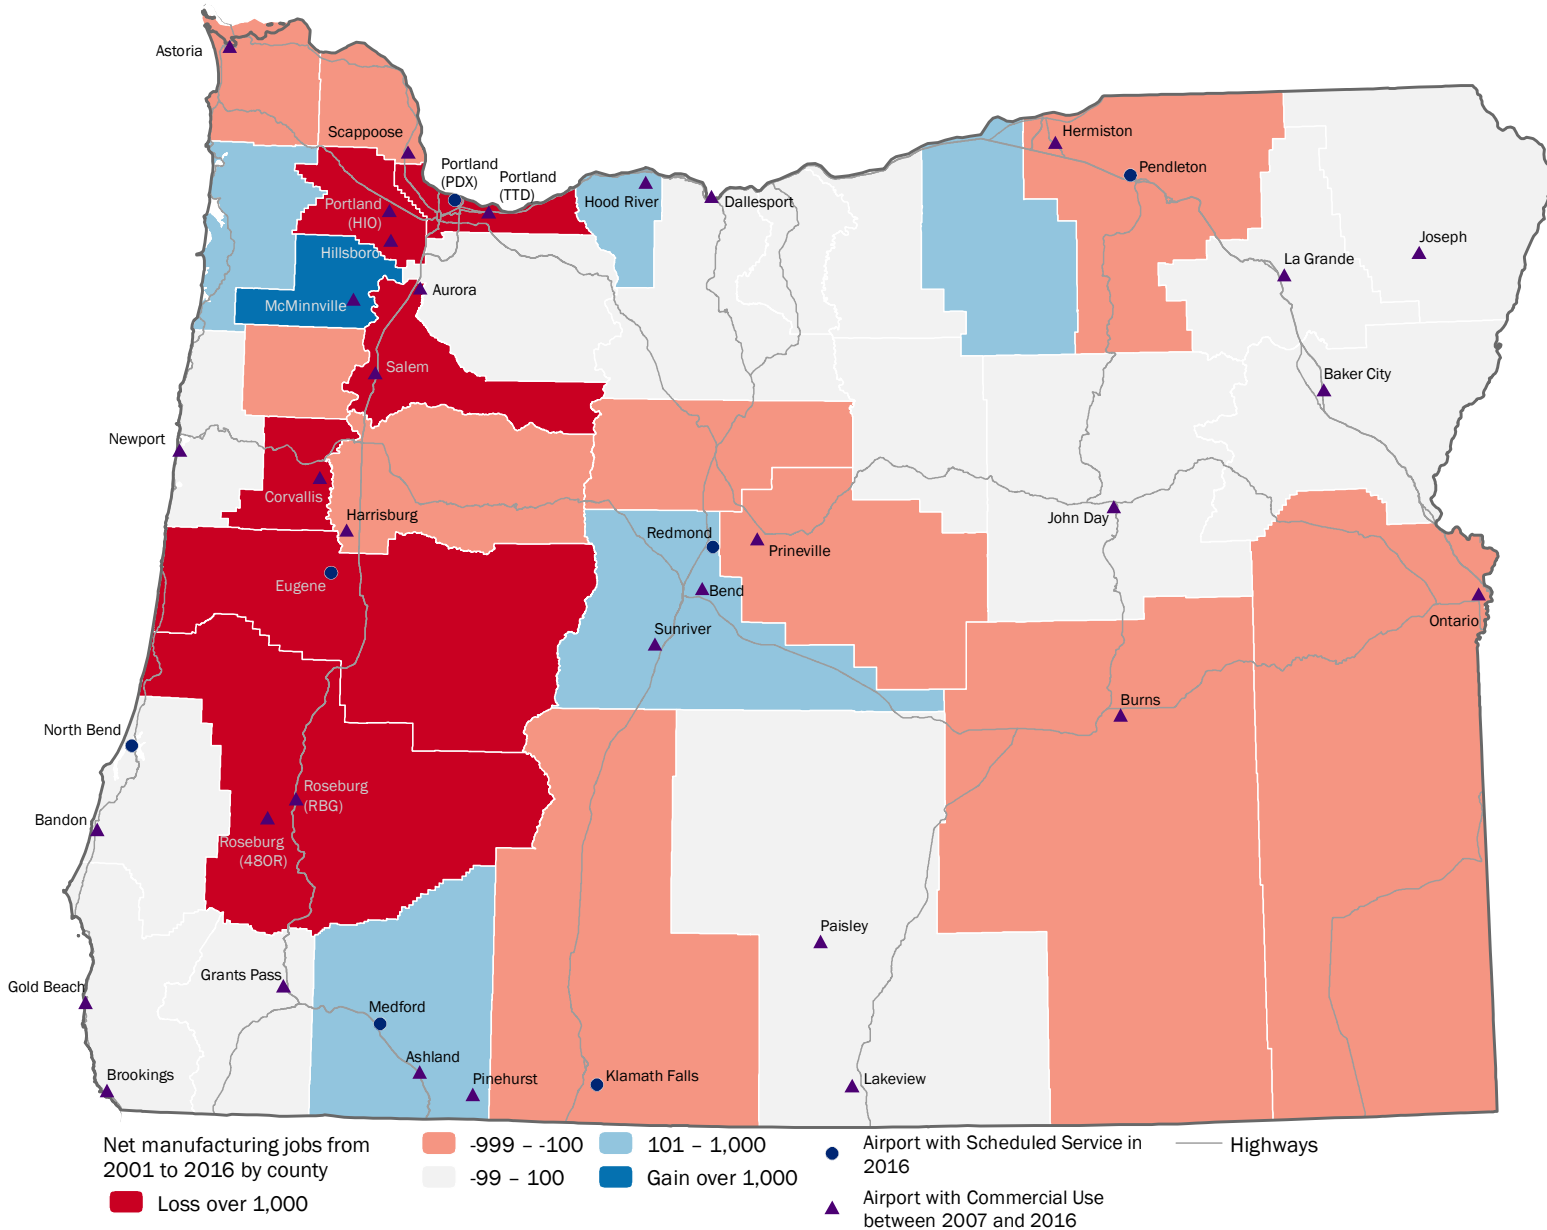 Astoria
Scappoose
Hermiston
Portland
(PDX)
Portland
(TTD)
Pendleton
Hood River
Dallesport
Portland
(HIO)
Hillsboro
Joseph
La Grande
Aurora
McMinnville
Salem
Baker City
Newport
Corvallis
Harrisburg
John Day
Redmond
Prineville
Eugene
Bend
Ontario
Sunriver
Burns
North Bend
Roseburg
(RBG)
Bandon
Roseburg
(48OR)
Paisley
Grants Pass
Gold Beach
Medford
Ashland
Brookings
Pinehurst
Klamath Falls
Lakeview
Net manufacturing jobs from
2001 to 2016 by county
Loss over 1,000
-999 – -100
-99 – 100
101 – 1,000
Gain over 1,000
Airport with Scheduled Service in
2016
Airport with Commercial Use
between 2007 and 2016
Highways